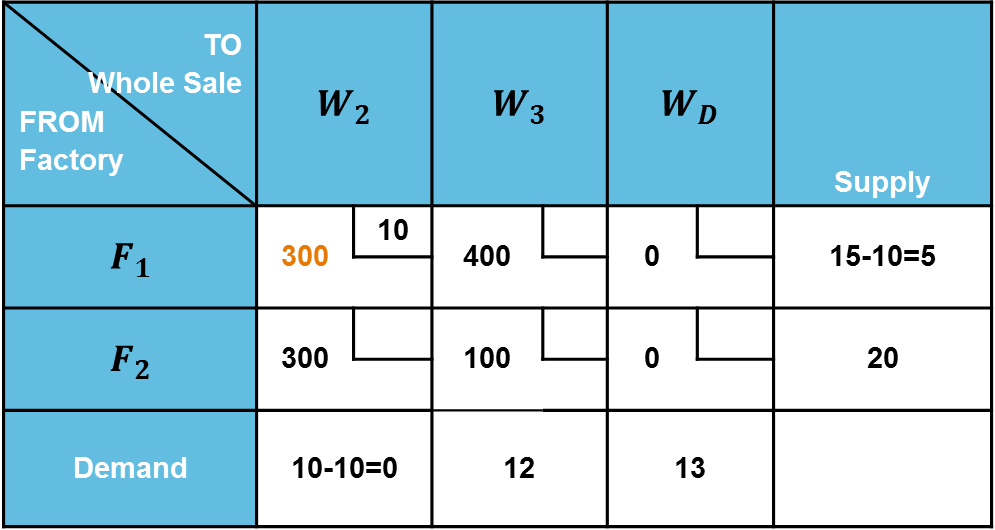 TO
Whole Sale
FROM
Factory
W2
W3
WD
Supply
F1
300
10
400
0
15-10=5
F2
300
100
0
20
Demand
10-10=0
12
13